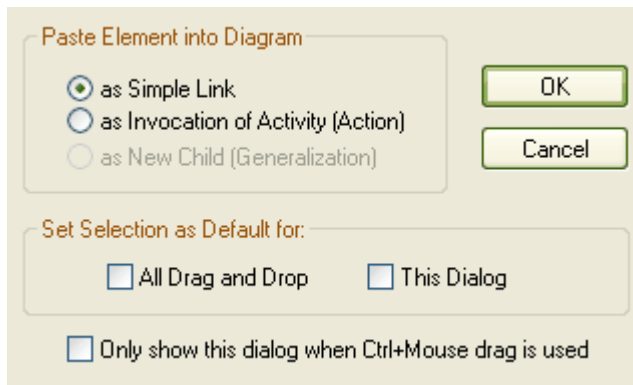 Paste Element into Diagram
as Simple Link
OK
as Invocation of Activity (Action)
as New Child (Generalization)
Cancel
Set Selection as Default for:
All Drag and Drop This Dialog
Only show this dialog when Ctrl+Mouse drag is used